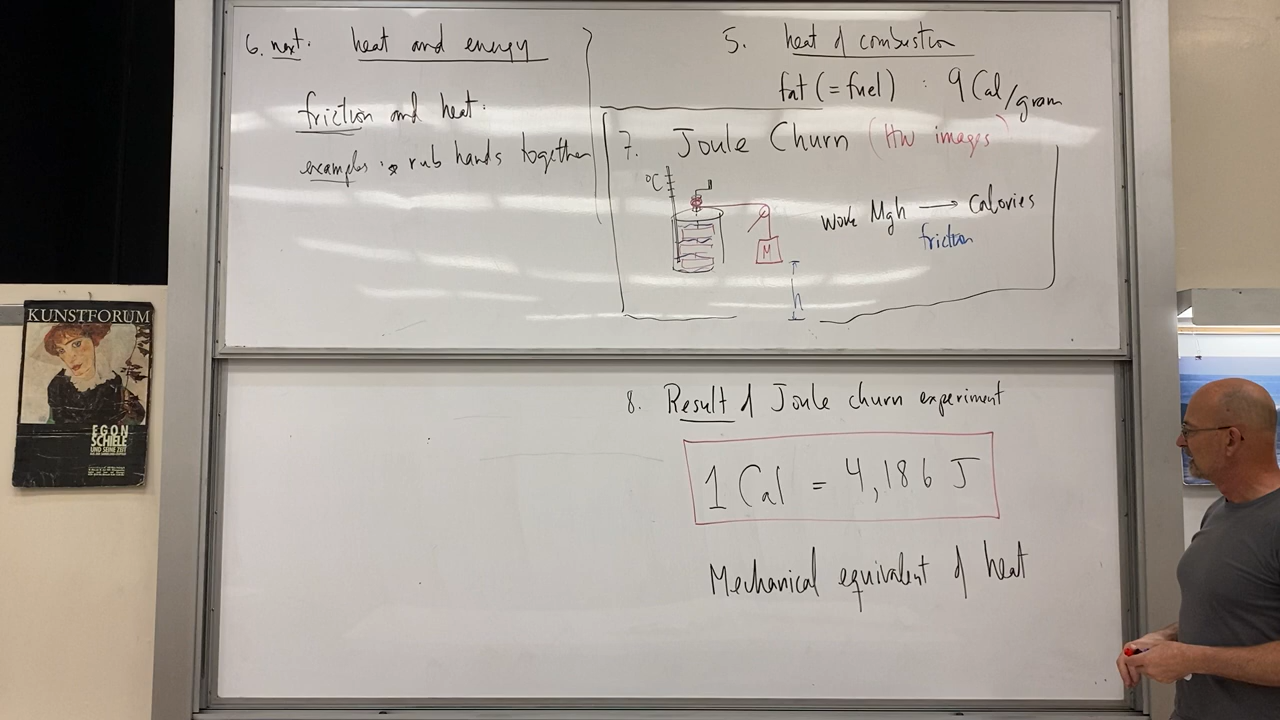 6. next: heat and energy
friction and heat:
examples: rub hands together
5. heat of combustion
fat (= fuel) : 9 Cal/gram
7. Joule Churn (HW images)
°C
M
h
work Mgh → calories
friction
8. Result of Joule churn experiment
1 Cal = 4,186 J
Mechanical equivalent of heat
KUNSTFORUM
EGON
SCHIELE
UND SEINE ZEIT